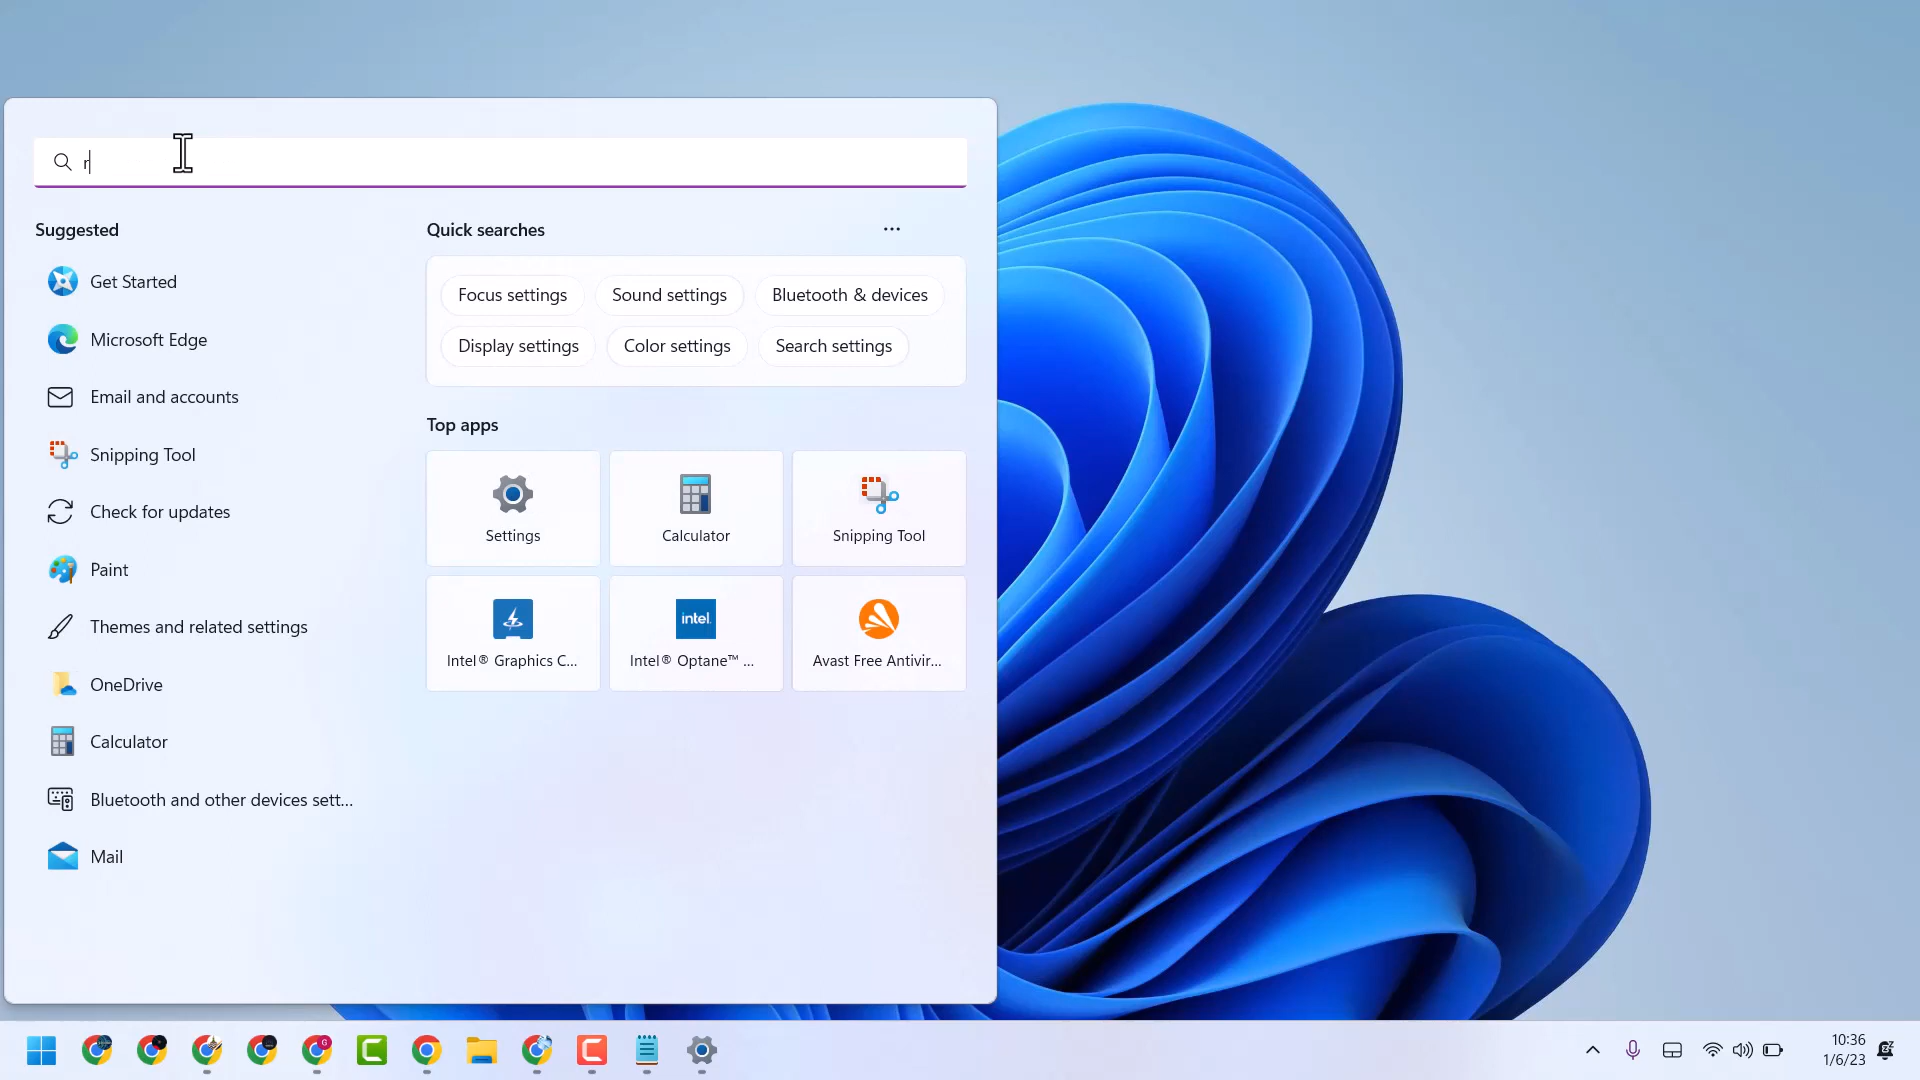 r
Suggested
Get Started
Microsoft Edge
Email and accounts
Snipping Tool
Check for updates
Paint
Themes and related settings
OneDrive
Calculator
Bluetooth and other devices sett...
Mail
Quick searches
Focus settings
Sound settings
Bluetooth & devices
Display settings
Color settings
Search settings
Top apps
Settings
Calculator
Snipping Tool
intel.
Intel® Graphics C...
Intel® Optane™ ...
Avast Free Antivir...
G
10:36
1/6/23